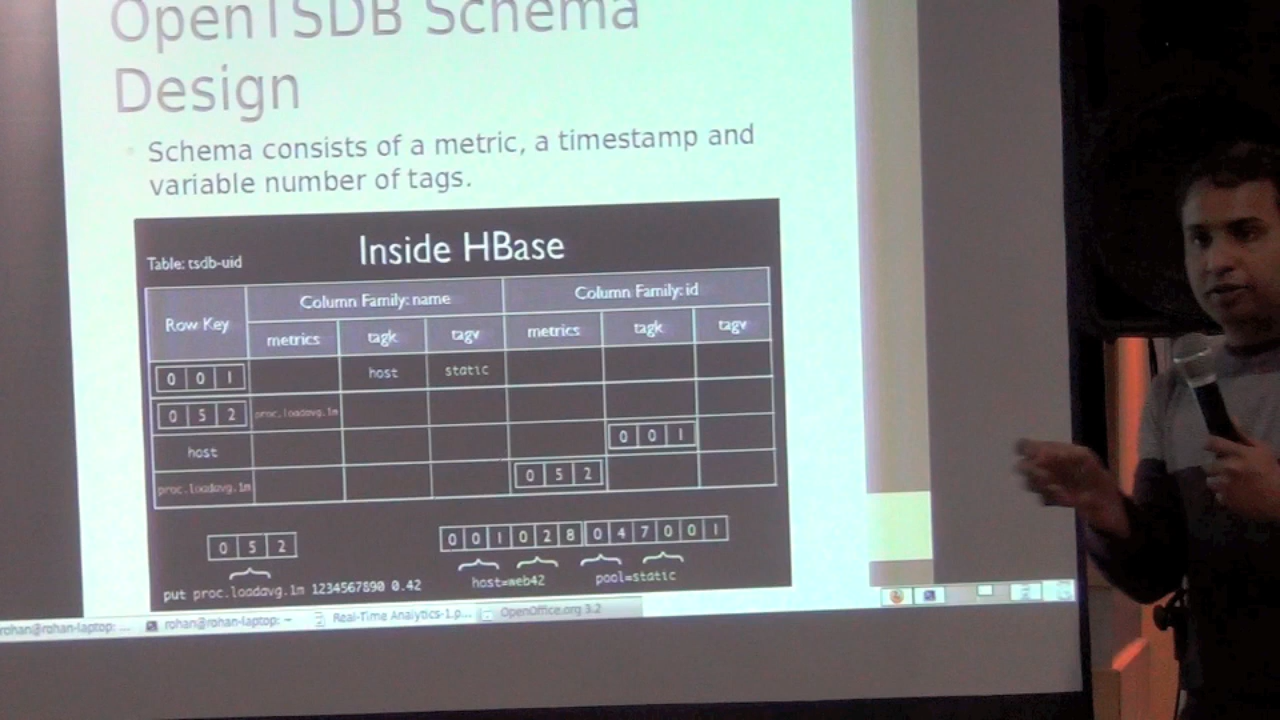 OpenTSDB Schema
Design
Schema consists of a metric, a timestamp and
variable number of tags.
Inside HBase
Table: tsdb-uid
Row Key
Column Family: name
Column Family: id
metrics tagk tagv metrics tagk tagv
0 0 1 host static
0 5 2 proc.loadavg.1m
host 0 0 1
proc.loadavg.1m 0 5 2
0 5 2
0 0 1 0 2 8 0 4 7 0 0 1
put proc.loadavg.1m 1234567890 0.42 host=web42 pool=static
rohan@rohan-laptop: ... rohan@rohan-laptop: ~ Real-Time Analytics-1.p... OpenOffice.org 3.2